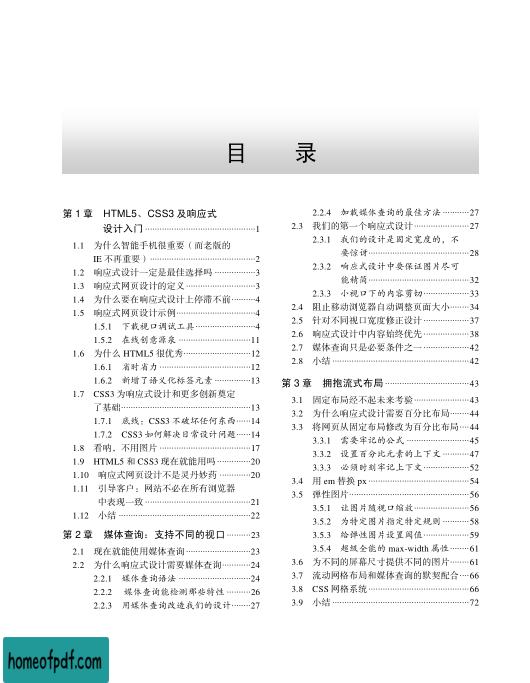 目 录
第 1 章 HTML5、CSS3 及响应式
设计入门 ……………………………1
1.1 为什么智能手机很重要（而老版的
IE 不再重要）……………………………2
1.2 响应式设计一定是最佳选择吗 …………3
1.3 响应式网页设计的定义 …………………3
1.4 为什么要在响应式设计上停滞不前 ……4
1.5 响应式网页设计示例 ……………………4
1.5.1 下载视口调试工具 ………………4
1.5.2 在线创意源泉 ……………………11
1.6 为什么 HTML5 很优秀 …………………12
1.6.1 省时省力 …………………………12
1.6.2 新增了语义化标签元素 …………13
1.7 CSS3 为响应式设计和更多创新奠定
了基础 ……………………………………13
1.7.1 底线：CSS3 不破坏任何东西 ……14
1.7.2 CSS3 如何解决日常设计问题 ……14
1.8 看呐，不用图片 …………………………17
1.9 HTML5 和 CSS3 现在就能用吗 …………20
1.10 响应式网页设计不是灵丹妙药 ………20
1.11 引导客户：网站不必在所有浏览器
中表现一致 ……………………………21
1.12 小结 ……………………………………22
第 2 章 媒体查询：支持不同的视口 ………23
2.1 现在就能使用媒体查询 …………………23
2.2 为什么响应式设计需要媒体查询 ………24
2.2.1 媒体查询语法 ……………………24
2.2.2 媒体查询能检测哪些特性 ………26
2.2.3 用媒体查询改造我们的设计 ……27
2.2.4 加载媒体查询的最佳方法 ………27
2.3 我们的第一个响应式设计 ………………27
2.3.1 我们的设计是固定宽度的，不
要惊讶 ……………………………28
2.3.2 响应式设计中要保证图片尽可
能精简 ……………………………32
2.3.3 小视口下的内容剪切 ……………33
2.4 阻止移动浏览器自动调整页面大小 ……34
2.5 针对不同视口宽度修正设计 ……………37
2.6 响应式设计中内容始终优先 ……………38
2.7 媒体查询只是必要条件之一 ……………42
2.8 小结 ………………………………………42
第 3 章 拥抱流式布局 ………………………43
3.1 固定布局经不起未来考验 ………………43
3.2 为什么响应式设计需要百分比布局 ……44
3.3 将网页从固定布局修改为百分比布局 …44
3.3.1 需要牢记的公式 …………………45
3.3.2 设置百分比元素的上下文 ………47
3.3.3 必须时刻牢记上下文 ……………52
3.4 用 em 替换 px ……………………………54
3.5 弹性图片 …………………………………56
3.5.1 让图片随视口缩放 ………………56
3.5.2 为特定图片指定特定规则 ………58
3.5.3 给弹性图片设置阈值 ……………59
3.5.4 超级全能的 max-width 属性 ……61
3.6 为不同的屏幕尺寸提供不同的图片 ……61
3.7 流动网格布局和媒体查询的默契配合 …66
3.8 CSS 网格系统 ……………………………66
3.9 小结 ………………………………………72
homeofpdf.com